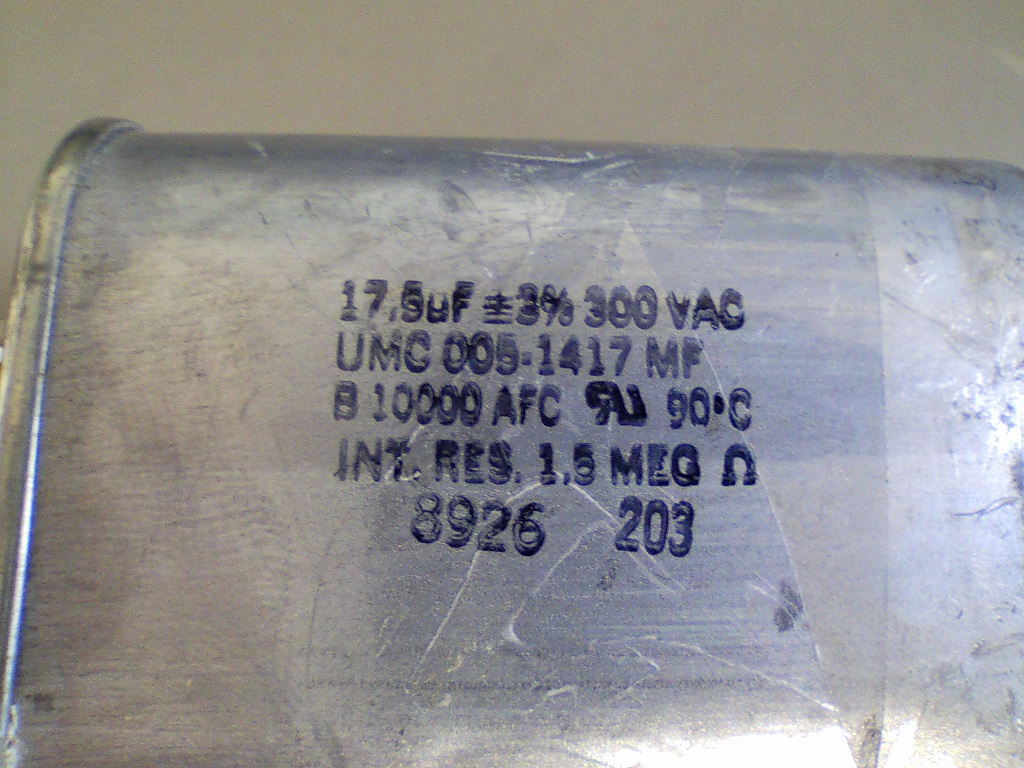 17.5uF ±3% 300 VAC
UMC 005-1417 MF
B 10000 AFC RU 90°C
INT. RES. 1.5 MEG Ω
8926 203